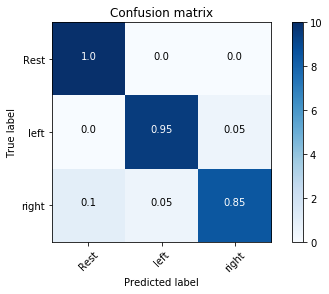 Confusion matrix
Rest 1.0 0.0 0.0
left 0.0 0.95 0.05
right 0.1 0.05 0.85
Rest left right
True label
Predicted label
10
8
6
4
2
0